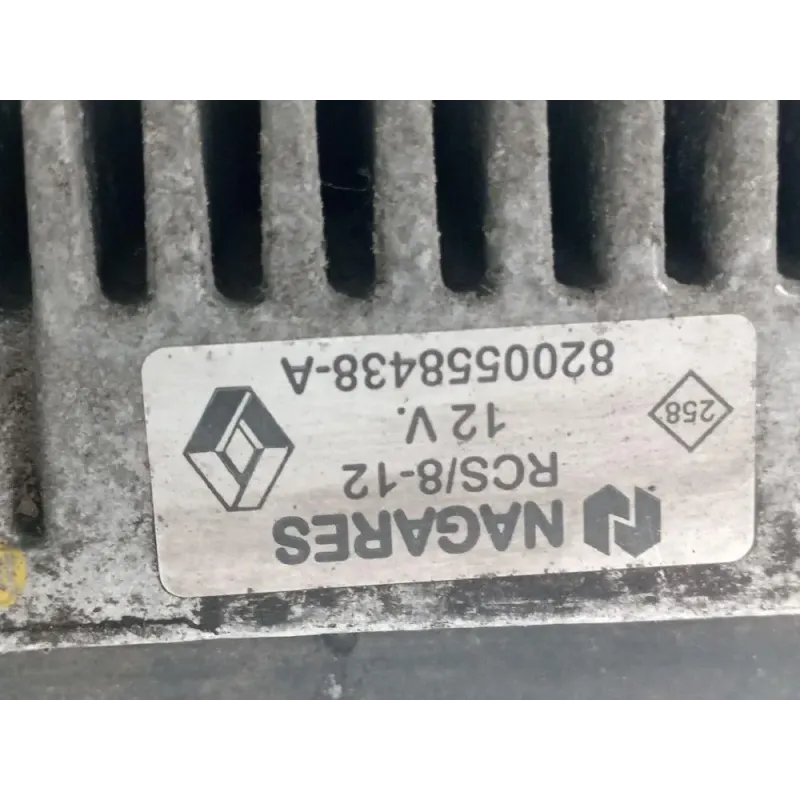 NAGARES
RCS/8-12
12 V.
8200558438-A
258